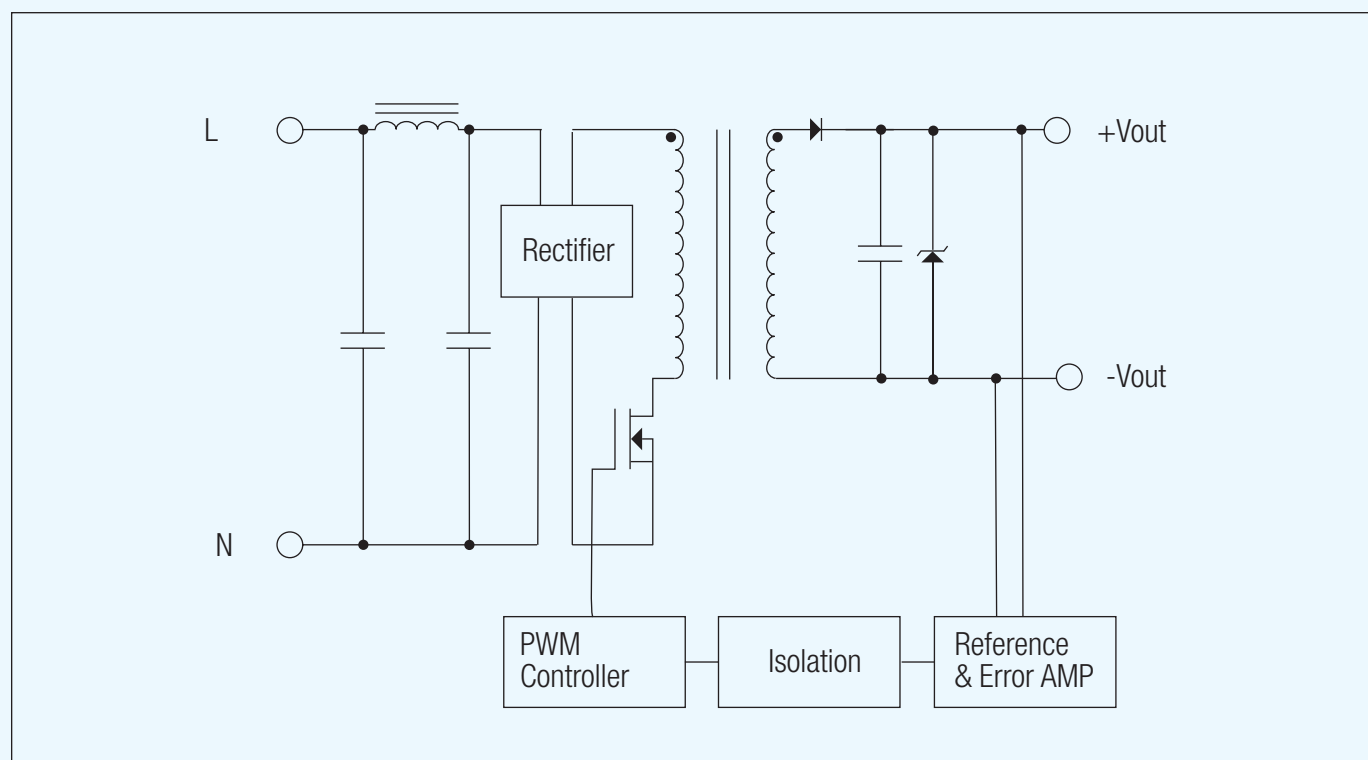 L
+Vout
Rectifier
-Vout
N
PWM
Controller
Isolation
Reference
& Error AMP